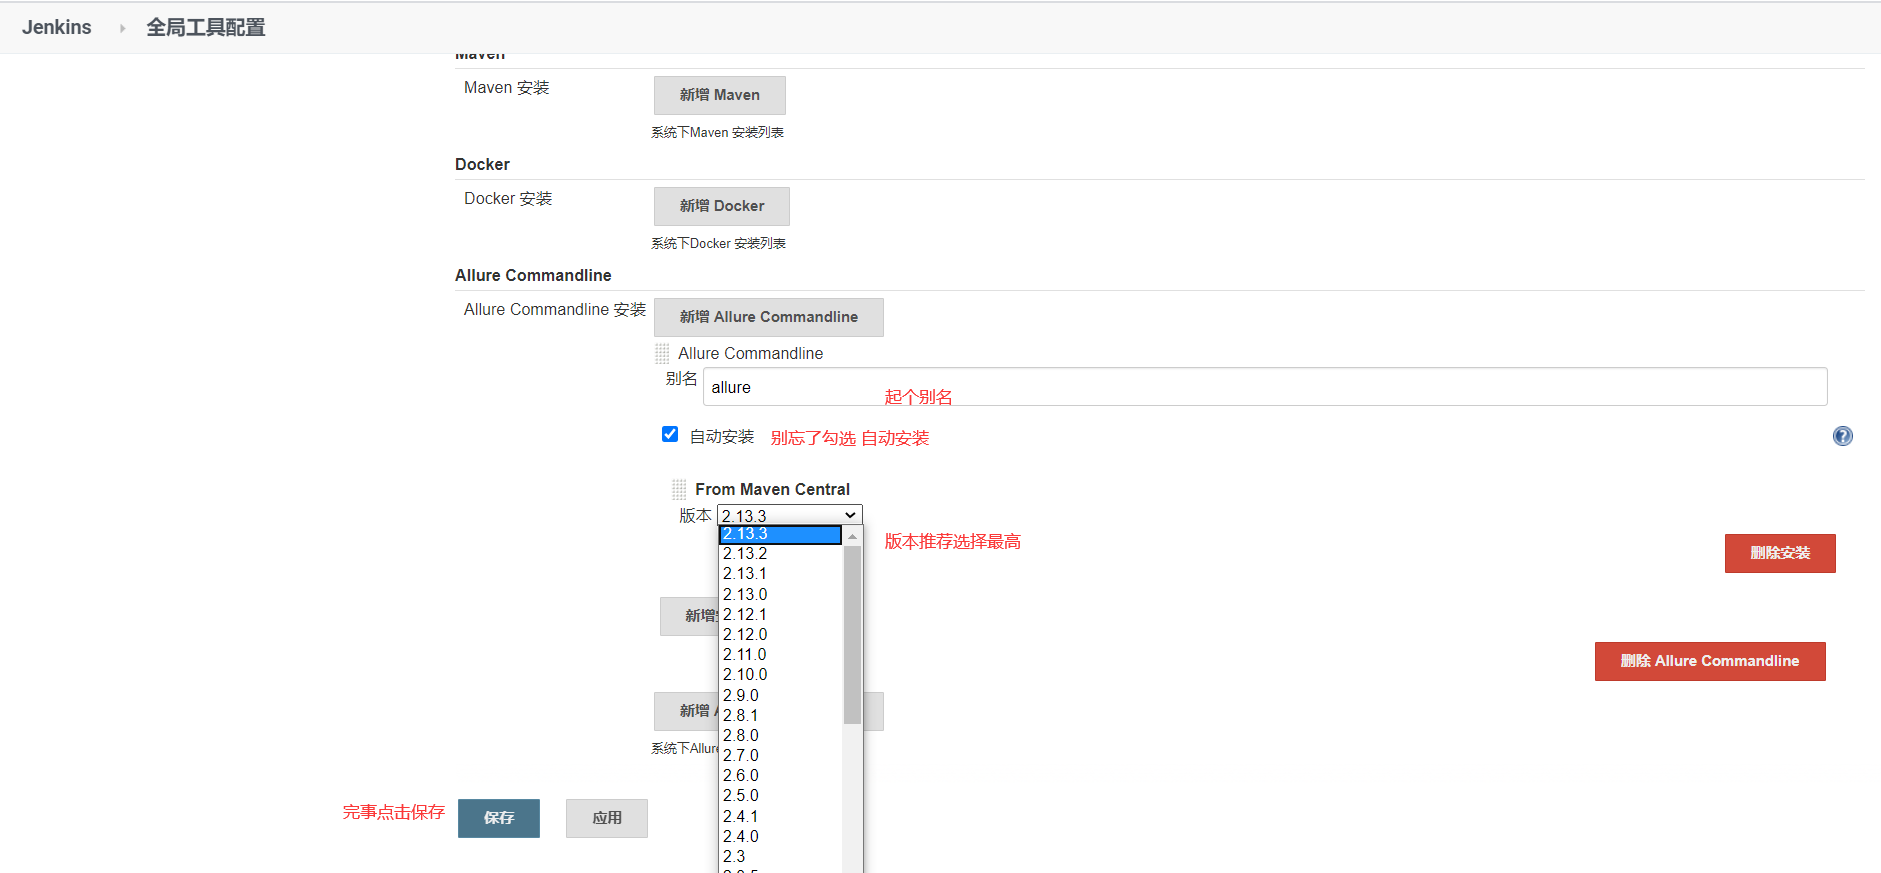 Jenkins 全局工具配置
Maven
Maven 安装 新增 Maven
系统下Maven 安装列表
Docker
Docker 安装 新增 Docker
系统下Docker 安装列表
Allure Commandline
Allure Commandline 安装 新增 Allure Commandline
Allure Commandline
别名 allure 起个别名
自动安装 别忘了勾选 自动安装
From Maven Central
版本 2.13.3
2.13.3 版本推荐选择最高
2.13.2 删除安装
2.13.1
2.13.0
新增 2.12.1
2.12.0
2.11.0 删除 Allure Commandline
2.10.0
2.9.0
新增 2.8.1
2.8.0
系统下Allure 2.7.0
2.6.0
2.5.0
完事点击保存 保存 应用 2.4.1
2.4.0
2.3